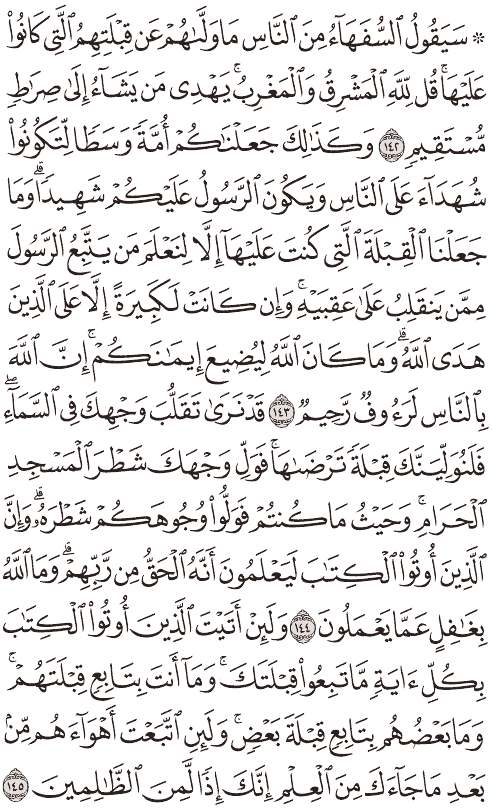 ۞ سَيَقُولُ ٱلسُّفَهَآءُ مِنَ ٱلنَّاسِ مَا وَلَّىٰهُمْ عَن قِبْلَتِهِمُ ٱلَّتِى كَانُوا۟
عَلَيْهَا ۚ قُل لِّلَّهِ ٱلْمَشْرِقُ وَٱلْمَغْرِبُ ۚ يَهْدِى مَن يَشَآءُ إِلَىٰ صِرَٰطٍ
مُّسْتَقِيمٍ ١٤٢ وَكَذَٰلِكَ جَعَلْنَٰكُمْ أُمَّةً وَسَطًا لِّتَكُونُوا۟
شُهَدَآءَ عَلَى ٱلنَّاسِ وَيَكُونَ ٱلرَّسُولُ عَلَيْكُمْ شَهِيدًا ۗ وَمَا
جَعَلْنَا ٱلْقِبْلَةَ ٱلَّتِى كُنتَ عَلَيْهَآ إِلَّا لِنَعْلَمَ مَن يَتَّبِعُ ٱلرَّسُولَ
مِمَّن يَنقَلِبُ عَلَىٰ عَقِبَيْهِ ۚ وَإِن كَانَتْ لَكَبِيرَةً إِلَّا عَلَى ٱلَّذِينَ
هَدَى ٱللَّهُ ۗ وَمَا كَانَ ٱللَّهُ لِيُضِيعَ إِيمَٰنَكُمْ ۚ إِنَّ ٱللَّهَ
بِٱلنَّاسِ لَرَءُوفٌ رَّحِيمٌ ١٤٣ قَدْ نَرَىٰ تَقَلُّبَ وَجْهِكَ فِى ٱلسَّمَآءِ ۖ
فَلَنُوَلِّيَنَّكَ قِبْلَةً تَرْضَىٰهَا ۚ فَوَلِّ وَجْهَكَ شَطْرَ ٱلْمَسْجِدِ
ٱلْحَرَامِ ۚ وَحَيْثُ مَا كُنتُمْ فَوَلُّوا۟ وُجُوهَكُمْ شَطْرَهُۥ ۗ وَإِنَّ
ٱلَّذِينَ أُوتُوا۟ ٱلْكِتَٰبَ لَيَعْلَمُونَ أَنَّهُ ٱلْحَقُّ مِن رَّبِّهِمْ ۗ وَمَا ٱللَّهُ
بِغَٰفِلٍ عَمَّا يَعْمَلُونَ ١٤٤ وَلَئِنْ أَتَيْتَ ٱلَّذِينَ أُوتُوا۟ ٱلْكِتَٰبَ
بِكُلِّ ءَايَةٍ مَّا تَبِعُوا۟ قِبْلَتَكَ ۚ وَمَآ أَنتَ بِتَابِعٍ قِبْلَتَهُمْ ۚ
وَمَا بَعْضُهُم بِتَابِعٍ قِبْلَةَ بَعْضٍ ۚ وَلَئِنِ ٱتَّبَعْتَ أَهْوَآءَهُم مِّنۢ
بَعْدِ مَا جَآءَكَ مِنَ ٱلْعِلْمِ إِنَّكَ إِذًا لَّمِنَ ٱلظَّٰلِمِينَ ١٤٥